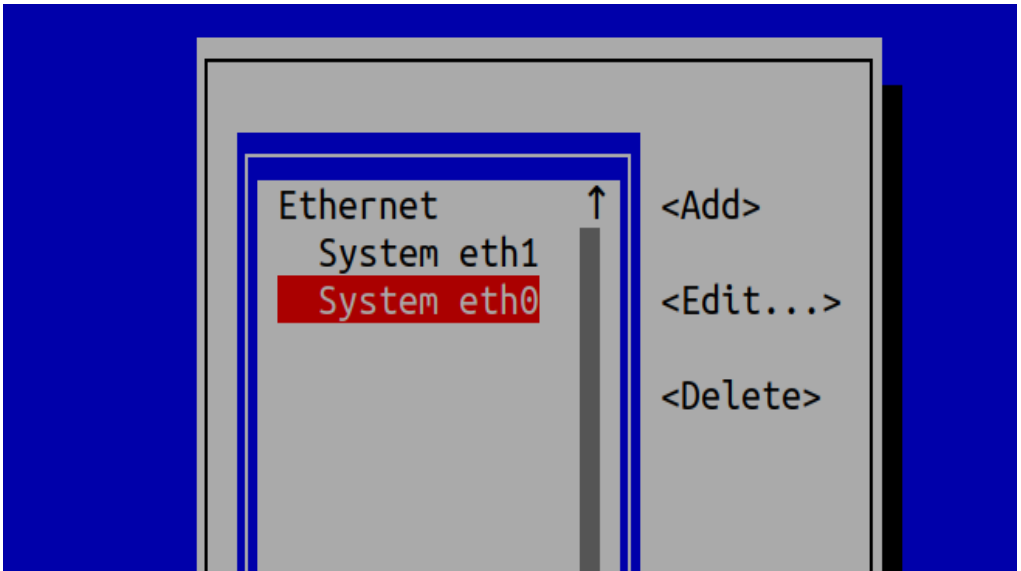 Ethernet ↑ <Add>
System eth1
System eth0 <Edit...>
<Delete>